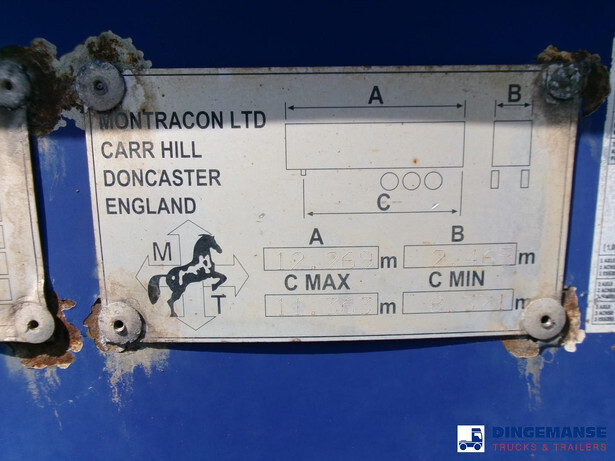 MONTRACON LTD
CARR HILL
DONCASTER
ENGLAND
A
B
C
M
T
A
B
m
m
C MAX
C MIN
m
m
DINGEMANSE
TRUCKS & TRAILERS